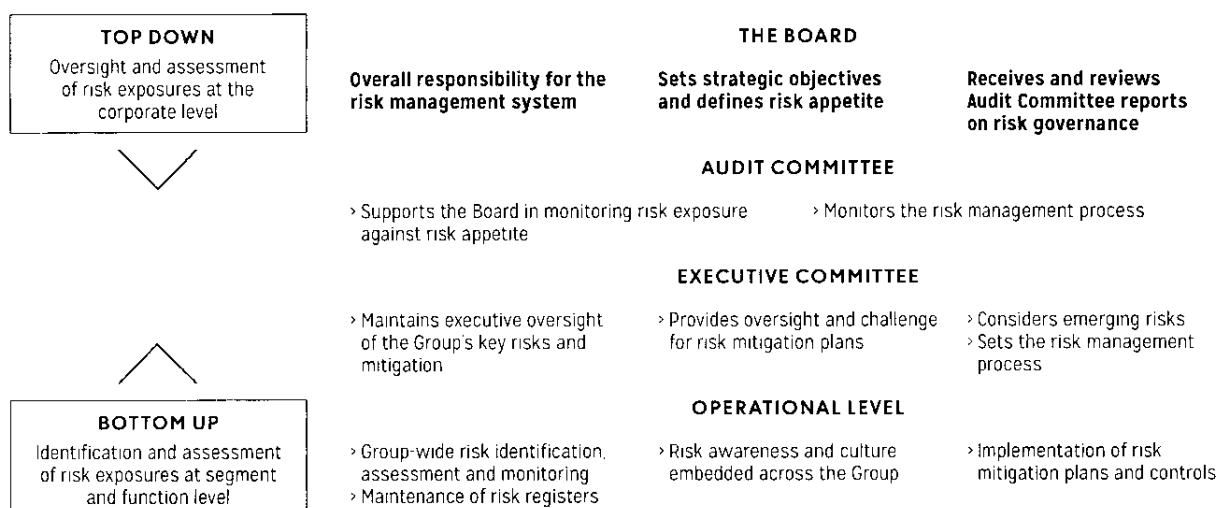 TOP DOWN
Oversight and assessment
of risk exposures at the
corporate level
THE BOARD
Overall responsibility for the
risk management system
Sets strategic objectives
and defines risk appetite
Receives and reviews
Audit Committee reports
on risk governance
AUDIT COMMITTEE
> Supports the Board in monitoring risk exposure
against risk appetite
> Monitors the risk management process
EXECUTIVE COMMITTEE
> Maintains executive oversight
of the Group's key risks and
mitigation
> Provides oversight and challenge
for risk mitigation plans
> Considers emerging risks
> Sets the risk management
process
BOTTOM UP
Identification and assessment
of risk exposures at segment
and function level
OPERATIONAL LEVEL
> Group-wide risk identification,
assessment and monitoring
> Maintenance of risk registers
> Risk awareness and culture
embedded across the Group
> Implementation of risk
mitigation plans and controls